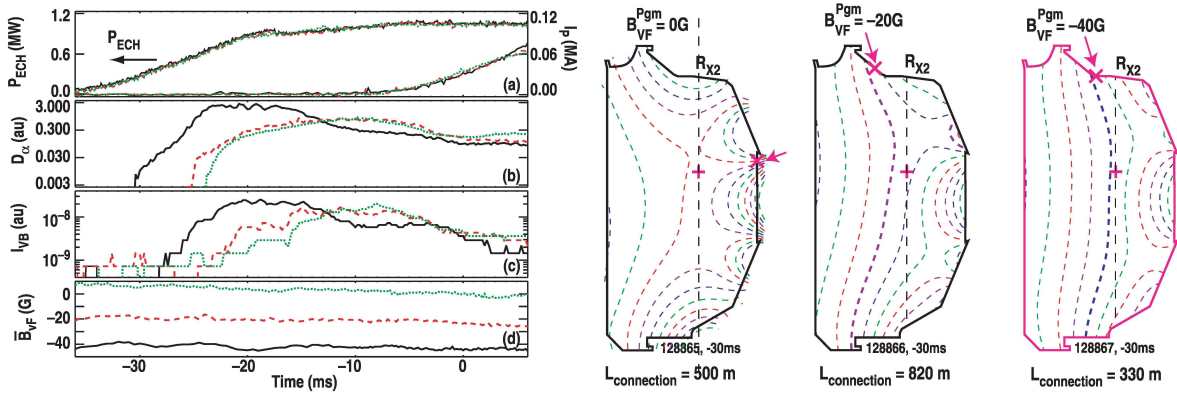 P_ECH (MW)
1.2
0.6
0.0
P_ECH
(a)
0.12
0.06
0.00
I_P (MA)
D_α (au)
3.000
0.300
0.030
0.003
(b)
I_VB (au)
10⁻⁸
10⁻⁹
(c)
B̅_VF (G)
0
−20
−40
(d)
−30 −20 −10 0
Time (ms)
B_VF^Pgm = 0G
R_X2
128865, -30ms
L_connection = 500 m
B_VF^Pgm = −20G
R_X2
128866, -30ms
L_connection = 820 m
B_VF^Pgm = −40G
R_X2
128867, -30ms
L_connection = 330 m